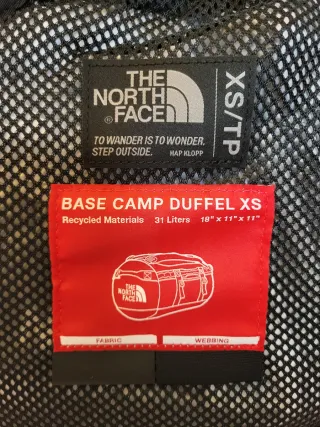 THE
NORTH
FACE
®
XS/TP
TO WANDER IS TO WONDER.
STEP OUTSIDE. HAP KLOPP
BASE CAMP DUFFEL XS
Recycled Materials 31 Liters 18" x 11" x 11"
THE
NORTH
FACE
FABRIC WEBBING